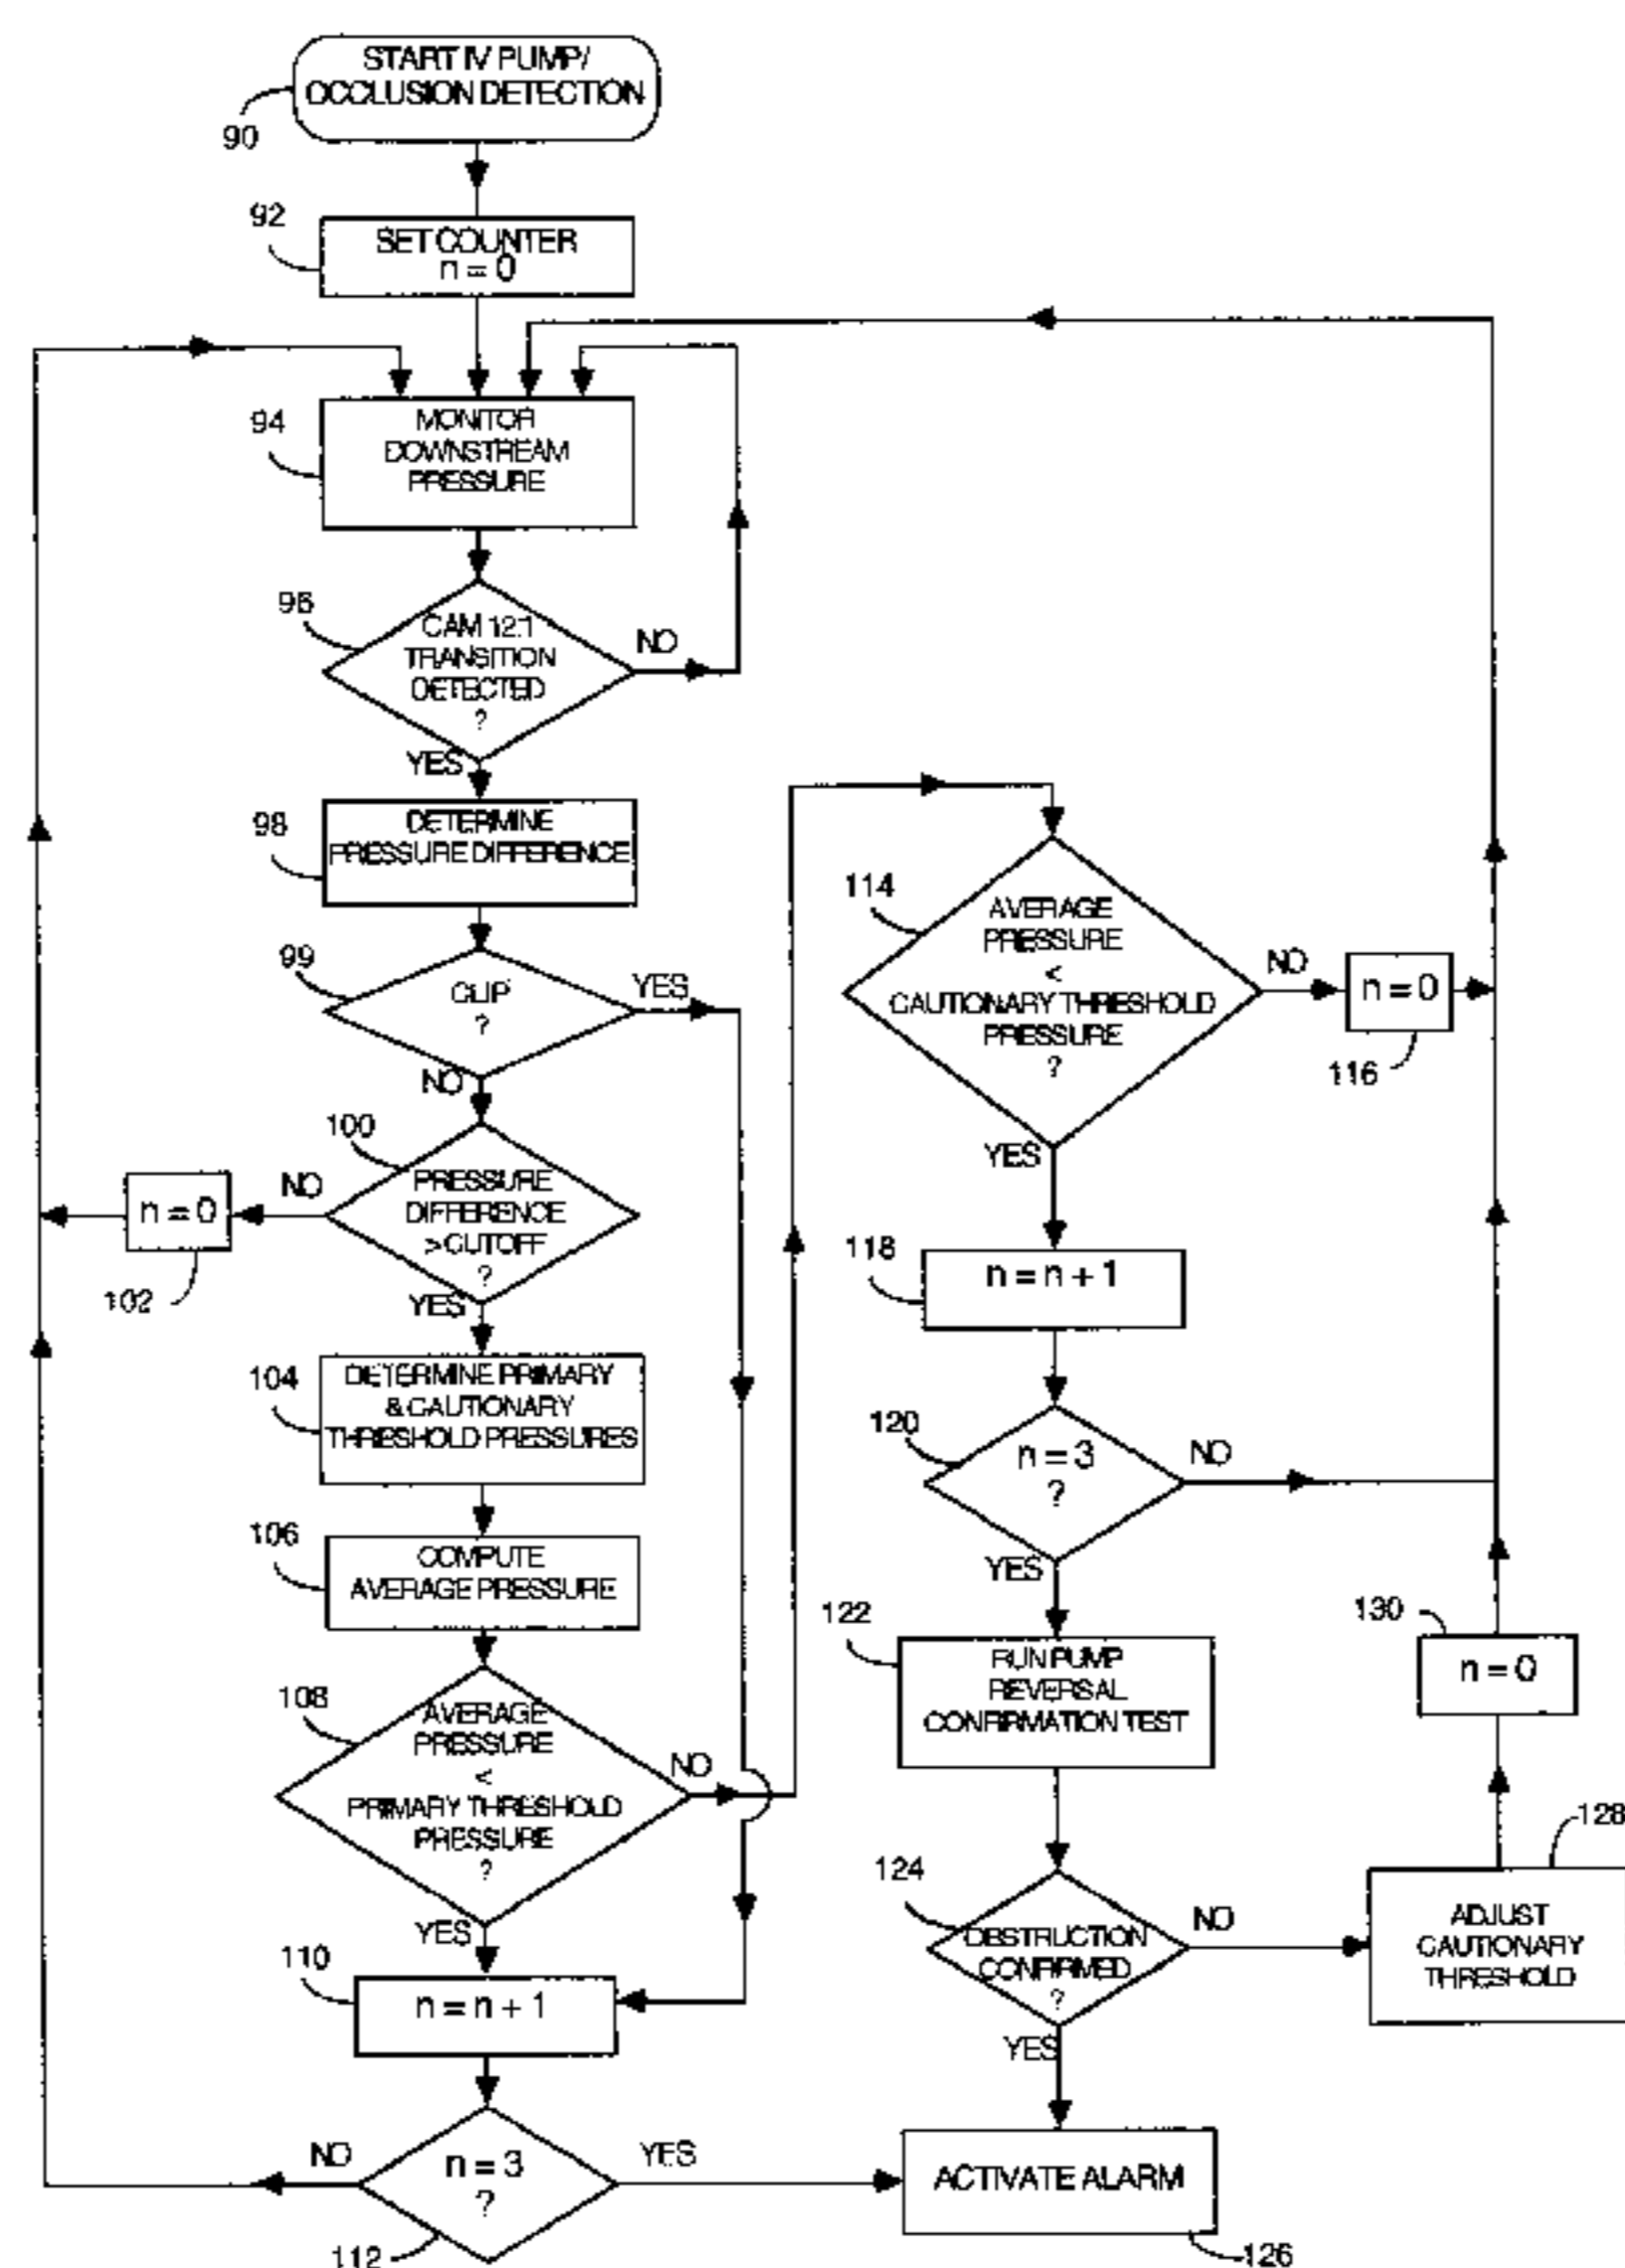 START IV PUMP/
OCCLUSION DETECTION
90
92
SET COUNTER
n = 0
94
MONITOR
DOWNSTREAM
PRESSURE
96
CAM 12.1
TRANSITION
DETECTED
?
NO
YES
98
DETERMINE
PRESSURE DIFFERENCE
99
CLIP
?
YES
NO
100
PRESSURE
DIFFERENCE
> CUTOFF
?
NO
n = 0
102
YES
104
DETERMINE PRIMARY
& CAUTIONARY
THRESHOLD PRESSURES
106
COMPUTE
AVERAGE PRESSURE
108
AVERAGE
PRESSURE
<
PRIMARY THRESHOLD
PRESSURE
?
NO
YES
110
n = n + 1
n = 3
?
NO
YES
112
114
AVERAGE
PRESSURE
<
CAUTIONARY THRESHOLD
PRESSURE
?
NO
n = 0
116
YES
118
n = n + 1
120
n = 3
?
NO
YES
122
RUN PUMP
REVERSAL
CONFIRMATION TEST
124
OBSTRUCTION
CONFIRMED
?
NO
YES
130
n = 0
128
ADJUST
CAUTIONARY
THRESHOLD
ACTIVATE ALARM
126